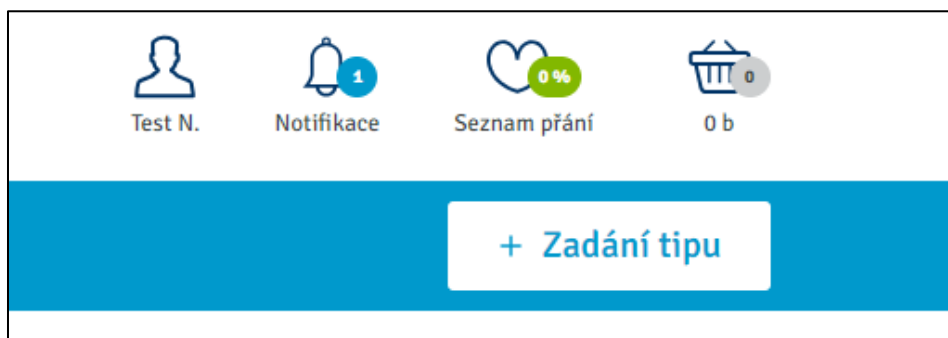 1
0 %
0
Test N.
Notifikace
Seznam přání
0 b
+ Zadání tipu